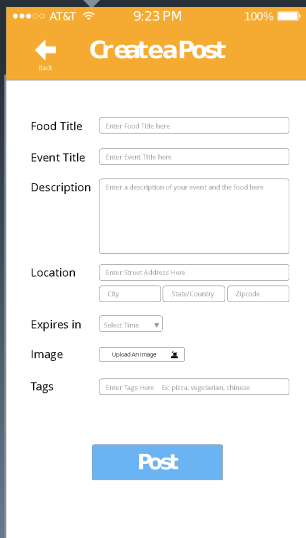 AT&T 9:23 PM 100%
Create a Post
Back
Food Title Enter Food Title here
Event Title Enter Event Title here
Description Enter a description of your event and the food here
Location Enter Street Address Here
City State/Country Zipcode
Expires in Select Time
Image Upload An Image
Tags Enter Tags Here Ex: pizza, vegetarian, chinese
Post